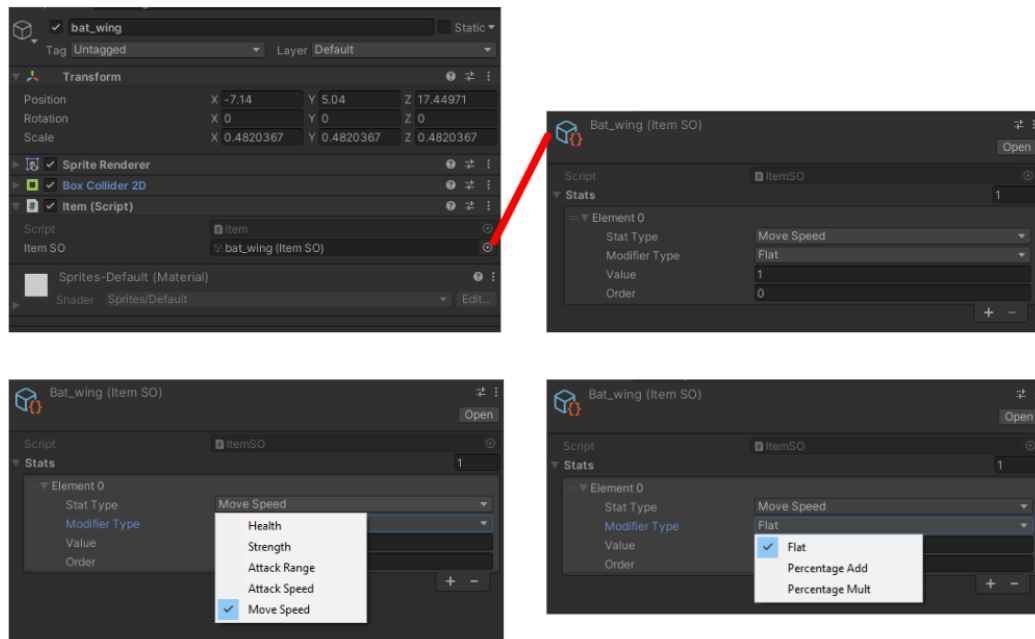 bat_wing Static
Tag Untagged Layer Default
Transform
Position X -7.14 Y 5.04 Z 17.44971
Rotation X 0 Y 0 Z 0
Scale X 0.4820367 Y 0.4820367 Z 0.4820367
Sprite Renderer
Box Collider 2D
# Item (Script)
Script Item
Item SO bat_wing (Item SO)
Sprites-Default (Material)
Shader Sprites/Default Edit...
Bat_wing (Item SO)
Open
Script ItemSO
Stats 1
Element 0
Stat Type Move Speed
Modifier Type Flat
Value 1
Order 0
+ -
Bat_wing (Item SO)
Open
Script ItemSO
Stats 1
Element 0
Stat Type Move Speed
Modifier Type
Value
Order
Health
Strength
Attack Range
Attack Speed
Move Speed
+ -
Bat_wing (Item SO)
Open
Script ItemSO
Stats 1
Element 0
Stat Type Move Speed
Modifier Type Flat
Value
Order
Flat
Percentage Add
Percentage Mult
+ -